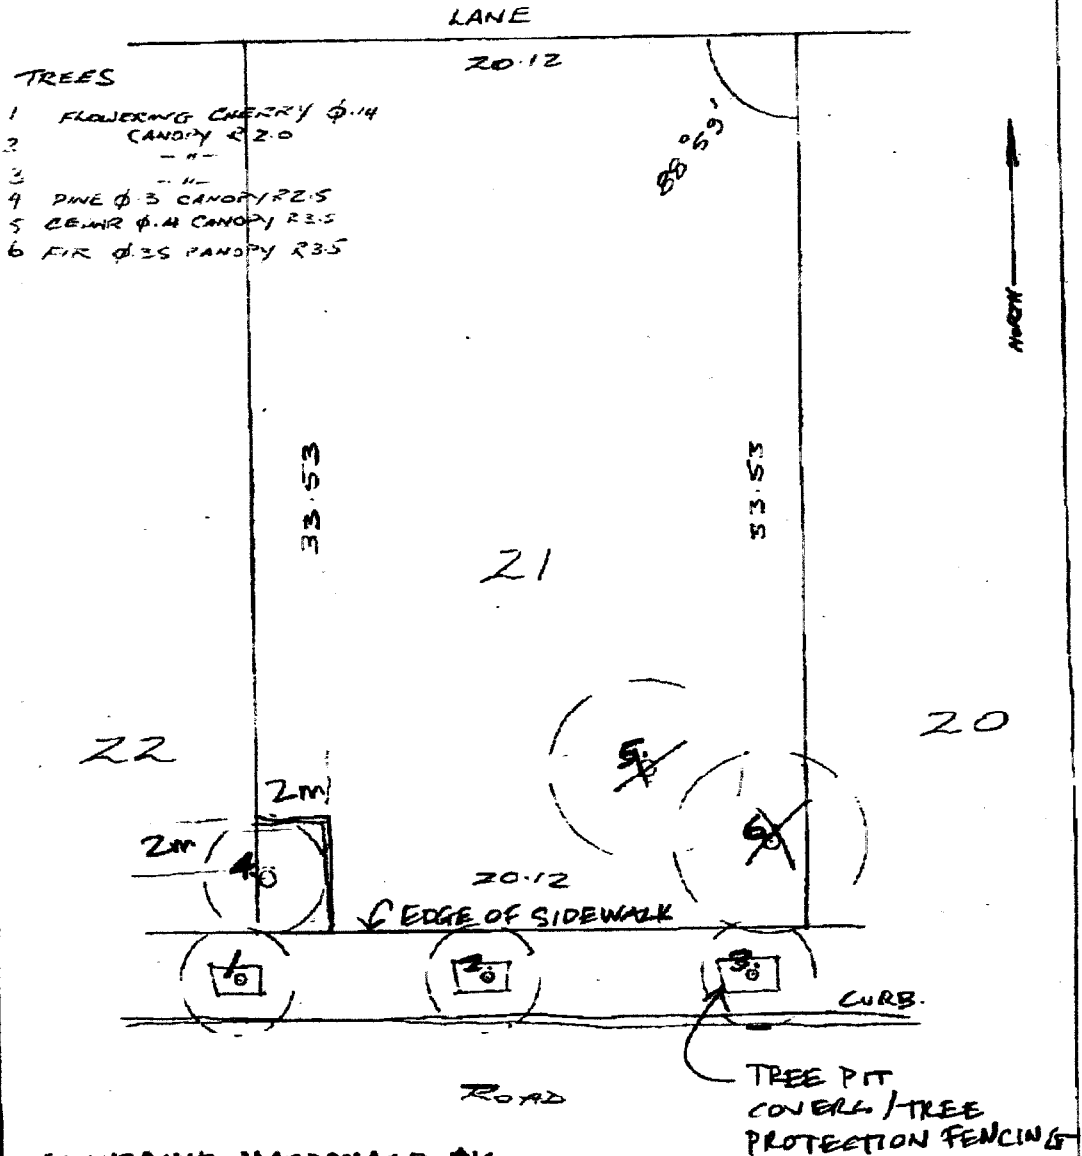 LANE
20.12
TREES
1 FLOWERING CHERRY Ø.14
CANOPY R 2.0
2 - " -
3 - " -
4 PINE Ø.3 CANOPY R2.5
5 CEDAR Ø.4 CANOPY R3.5
6 FIR Ø.35 CANOPY R3.5
88° 59'
NORTH
33.53
33.53
21
22
20
5
6
2m
2m
4
20.12
EDGE OF SIDEWALK
1
2
3
CURB.
ROAD
TREE PIT
COVERS / TREE
PROTECTION FENCING